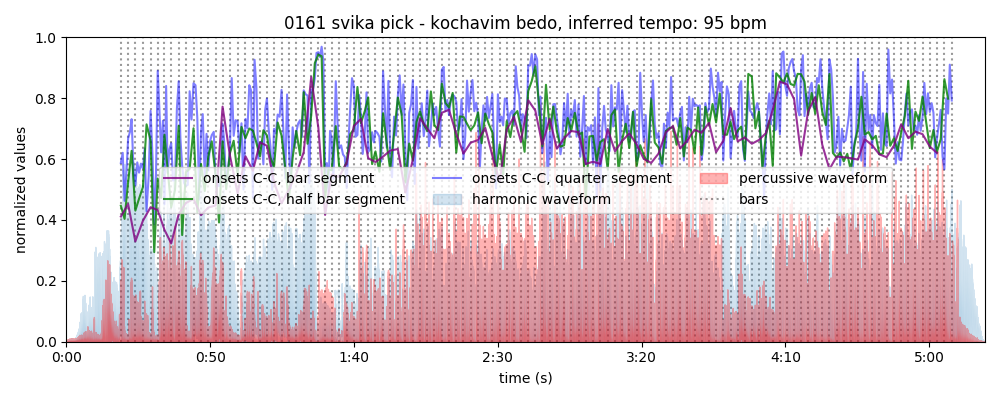 0161 svika pick - kochavim bedo, inferred tempo: 95 bpm
normalized values
1.0
0.8
0.6
0.4
0.2
0.0
onsets C-C, bar segment
onsets C-C, half bar segment
onsets C-C, quarter segment
harmonic waveform
percussive waveform
bars
0:00 0:50 1:40 2:30 3:20 4:10 5:00
time (s)